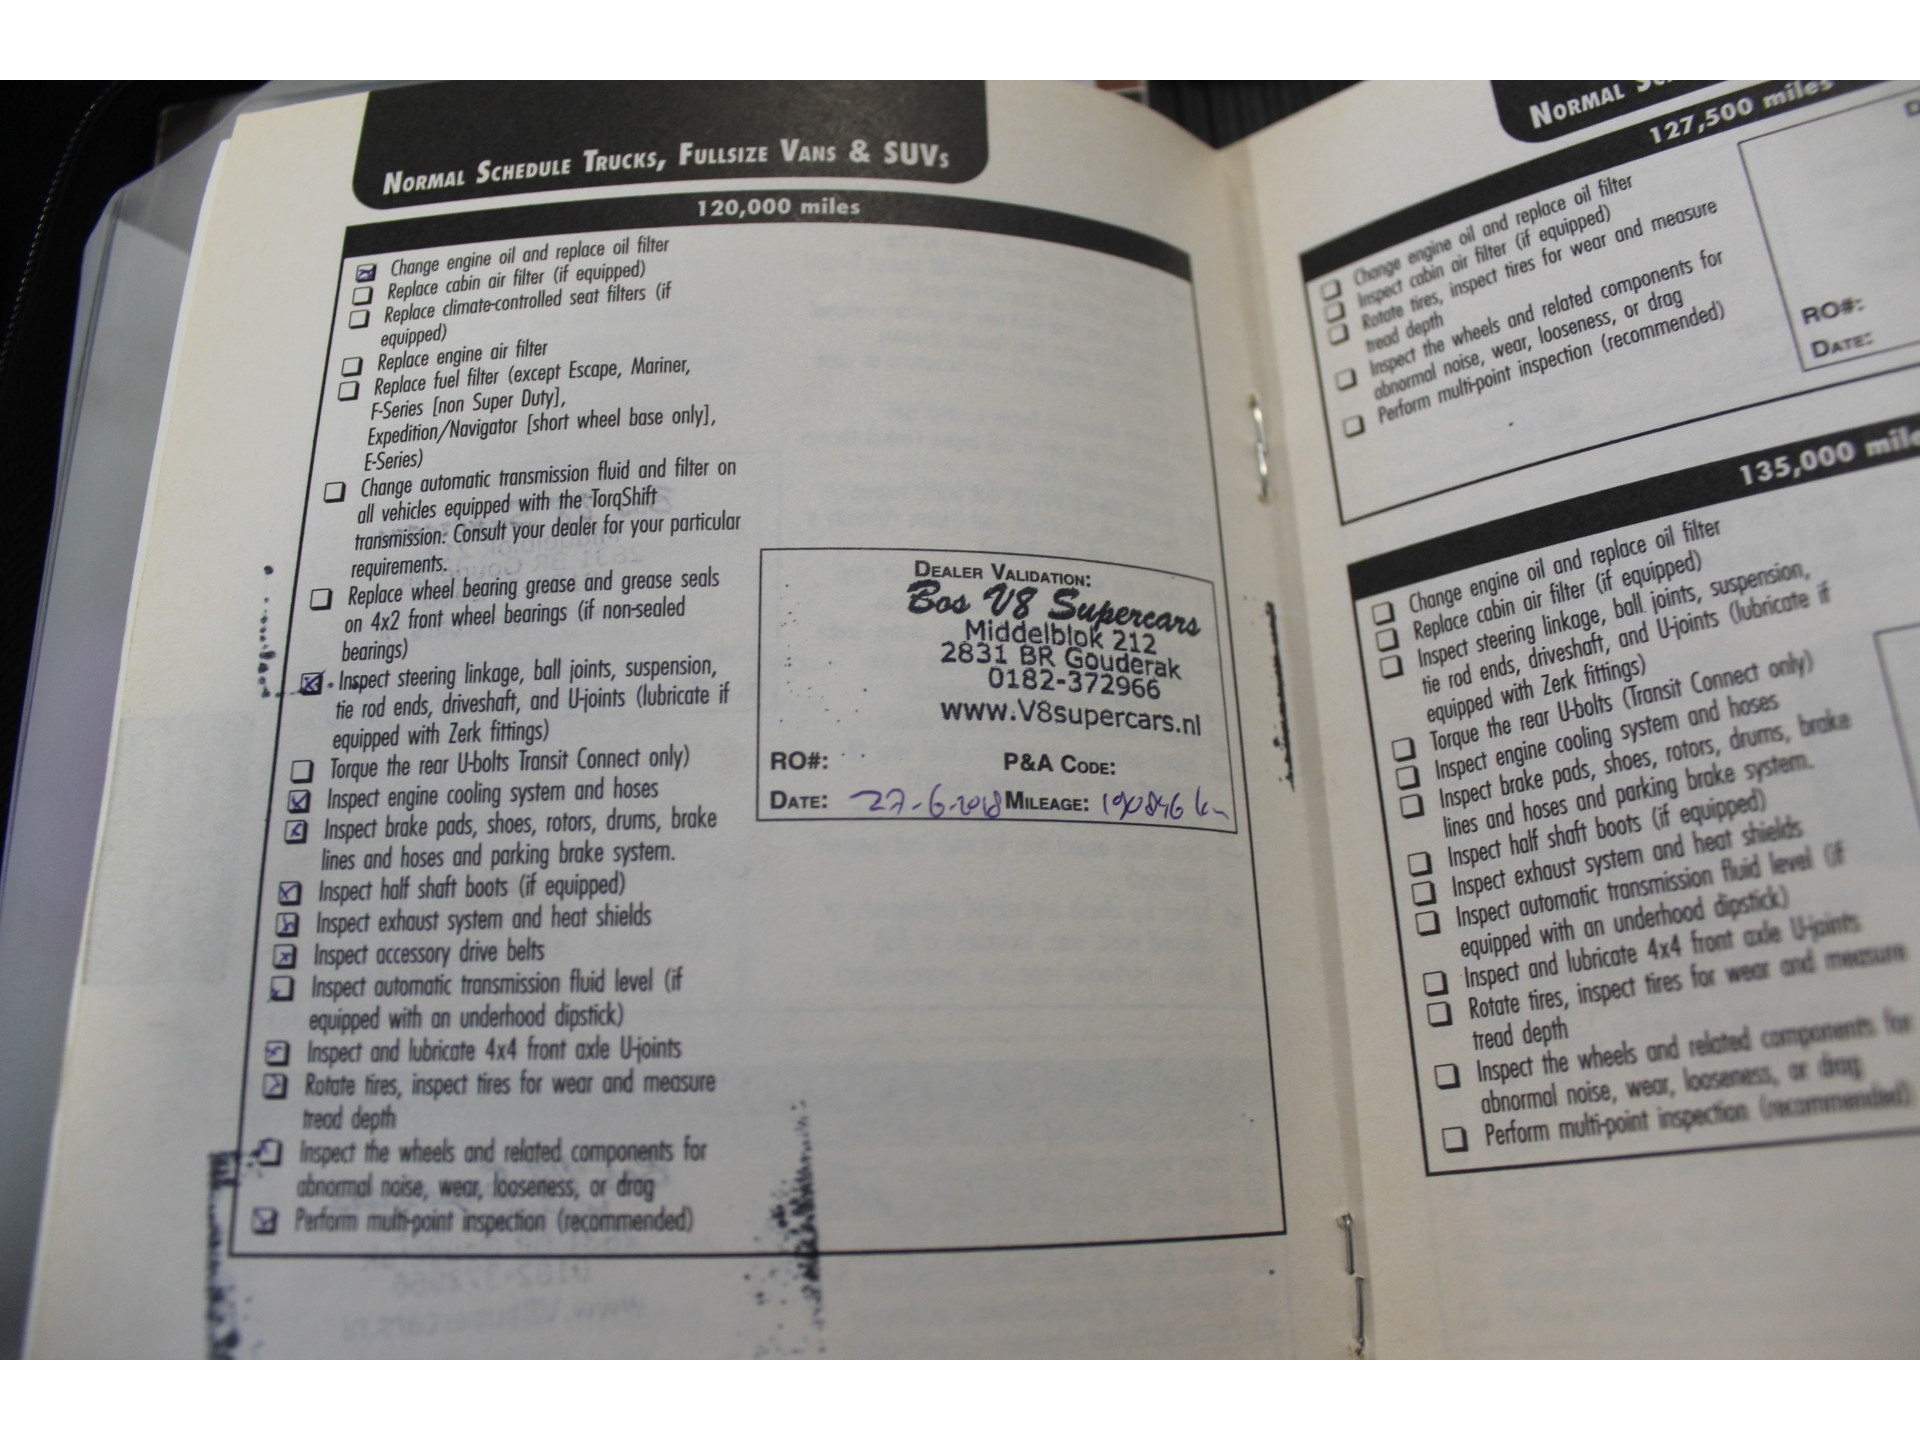 NORMAL SCHEDULE TRUCKS, FULLSIZE VANS & SUVS
120,000 miles
Change engine oil and replace oil filter
Replace cabin air filter (if equipped)
Replace climate-controlled seat filters (if
equipped)
Replace engine air filter
Replace fuel filter (except Escape, Mariner,
F-Series [non Super Duty],
Expedition/Navigator [short wheel base only],
E-Series)
Change automatic transmission fluid and filter on
all vehicles equipped with the TorqShift
transmission: Consult your dealer for your particular
requirements.
Replace wheel bearing grease and grease seals
on 4x2 front wheel bearings (if non-sealed
bearings)
Inspect steering linkage, ball joints, suspension,
tie rod ends, driveshaft, and U-joints (lubricate if
equipped with Zerk fittings)
Torque the rear U-bolts Transit Connect only)
Inspect engine cooling system and hoses
Inspect brake pads, shoes, rotors, drums, brake
lines and hoses and parking brake system.
Inspect half shaft boots (if equipped)
Inspect exhaust system and heat shields
Inspect accessory drive belts
Inspect automatic transmission fluid level (if
equipped with an underhood dipstick)
Inspect and lubricate 4x4 front axle U-joints
Rotate tires, inspect tires for wear and measure
tread depth
Inspect the wheels and related components for
abnormal noise, wear, looseness, or drag
Perform multi-point inspection (recommended)
DEALER VALIDATION:
Bos V8 Supercars
Middelblok 212
2831 BR Gouderak
0182-372966
www.V8supercars.nl
RO#:
P&A CODE:
DATE: 27-6-2018 MILEAGE: 190846 km
NORMAL
127,500 miles
Change engine oil and replace oil filter
Inspect cabin air filter (if equipped)
Rotate tires, inspect tires for wear and measure
tread depth
Inspect the wheels and related components for
abnormal noise, wear, looseness, or drag
Perform multi-point inspection (recommended)
RO#:
DATE:
135,000
Change engine oil and replace oil filter
Replace cabin air filter (if equipped)
Inspect steering linkage, ball joints, suspension,
tie rod ends, driveshaft, and U-joints (lubricate if
equipped with Zerk fittings)
Torque the rear U-bolts (Transit Connect only)
Inspect engine cooling system and hoses
Inspect brake pads, shoes, rotors, drums, brake
lines and hoses and parking brake system.
Inspect half shaft boots (if equipped)
Inspect exhaust system and heat shields
Inspect automatic transmission fluid level (if
equipped with an underhood dipstick)
Inspect and lubricate 4x4 front axle U-joints
Rotate tires, inspect tires for wear and measure
tread depth
Inspect the wheels and related components for
abnormal noise, wear, looseness, or drag
Perform multi-point inspection (recommended)